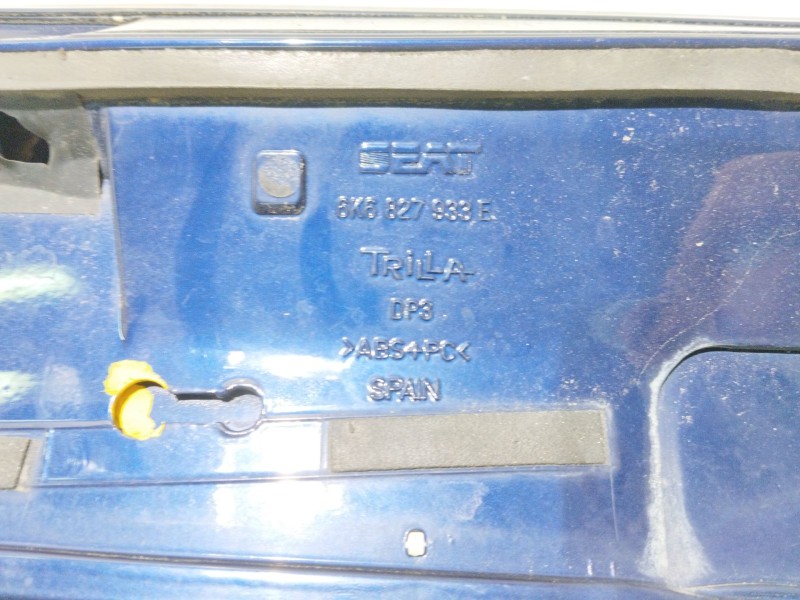 SEAT
6K6 827 933 E
TRiLLA
DP3
>ABS+PC<
SPAIN